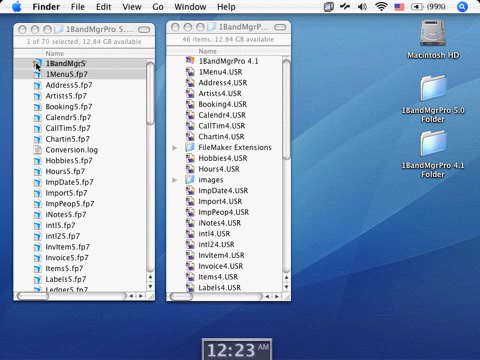 Finder File Edit View Go Window Help (99%)
1BandMgrPro 5....
1 of 70 selected, 12.84 GB available
Name
1BandMgr5
1Menu5.fp7
Address5.fp7
Artists5.fp7
Booking5.fp7
Calendr5.fp7
CallTim5.fp7
Chartin5.fp7
Conversion.log
Hobbies5.fp7
Hours5.fp7
ImpDate5.fp7
Import5.fp7
ImpPeop5.fp7
iNotes5.fp7
intl5.fp7
intl25.fp7
InvItem5.fp7
Invoice5.fp7
Items5.fp7
Labels5.fp7
Ledger5.fp7
1BandMgrP...
46 items, 12.84 GB available
Name
1BandMgrPro 4.1
1Menu4.USR
Address4.USR
Artists4.USR
Booking4.USR
Calendr4.USR
CallTim4.USR
Chartin4.USR
FileMaker Extensions
Hobbies4.USR
Hours4.USR
images
ImpDate4.USR
Import4.USR
ImpPeop4.USR
iNotes4.USR
intl4.USR
intl24.USR
InvItem4.USR
Invoice4.USR
Items4.USR
Labels4.USR
Macintosh HD
1BandMgrPro 5.0
Folder
1BandMgrPro 4.1
Folder
12:23 AM